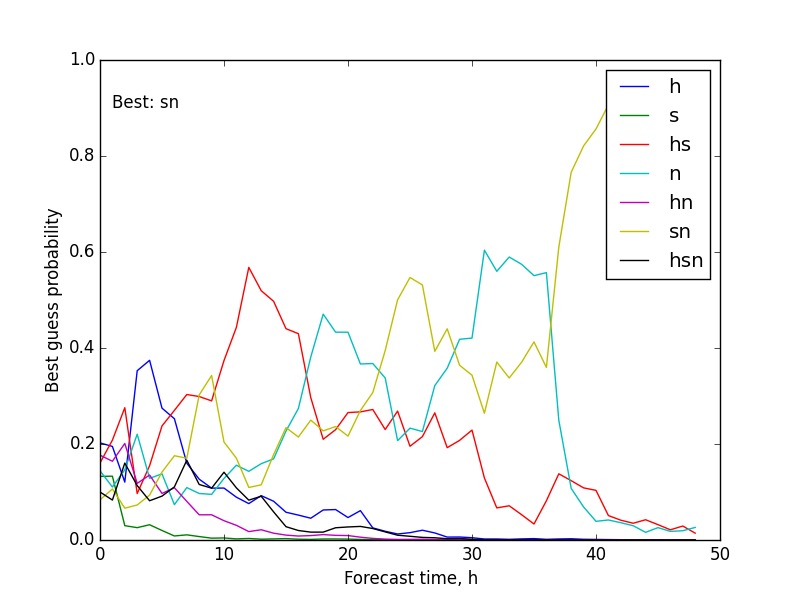 1.0
Best: sn
h
s
hs
n
hn
sn
hsn
0.8
0.6
0.4
0.2
0.0
Best guess probability
0 10 20 30 40 50
Forecast time, h